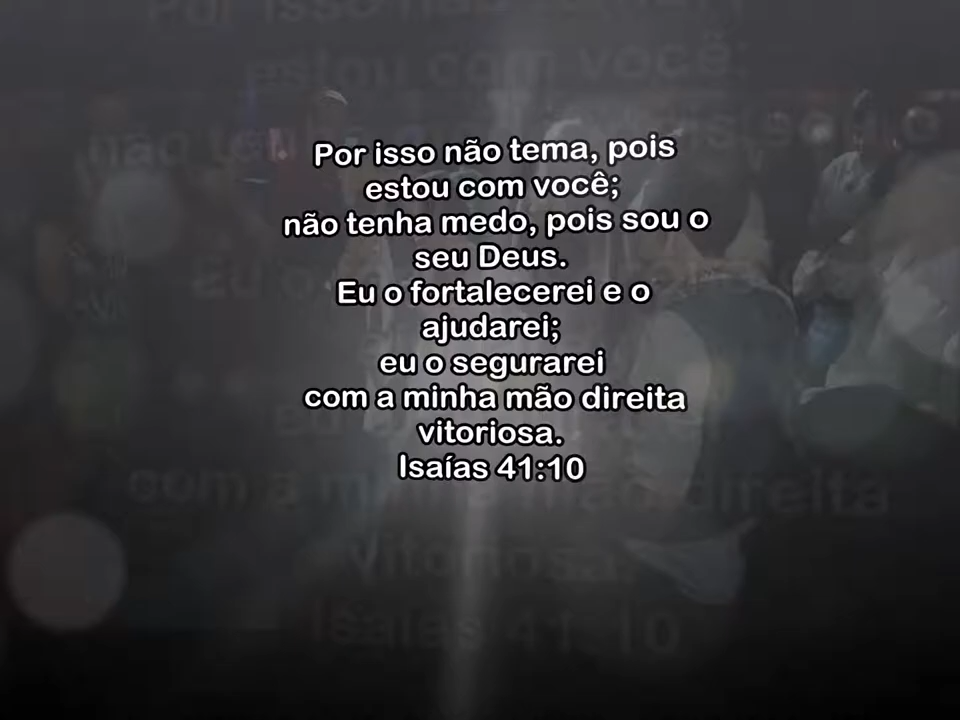 Por isso não tema, pois
estou com você;
não tenha medo, pois sou o
seu Deus.
Eu o fortalecerei e o
ajudarei;
eu o segurarei
com a minha mão direita
vitoriosa.
Isaías 41:10